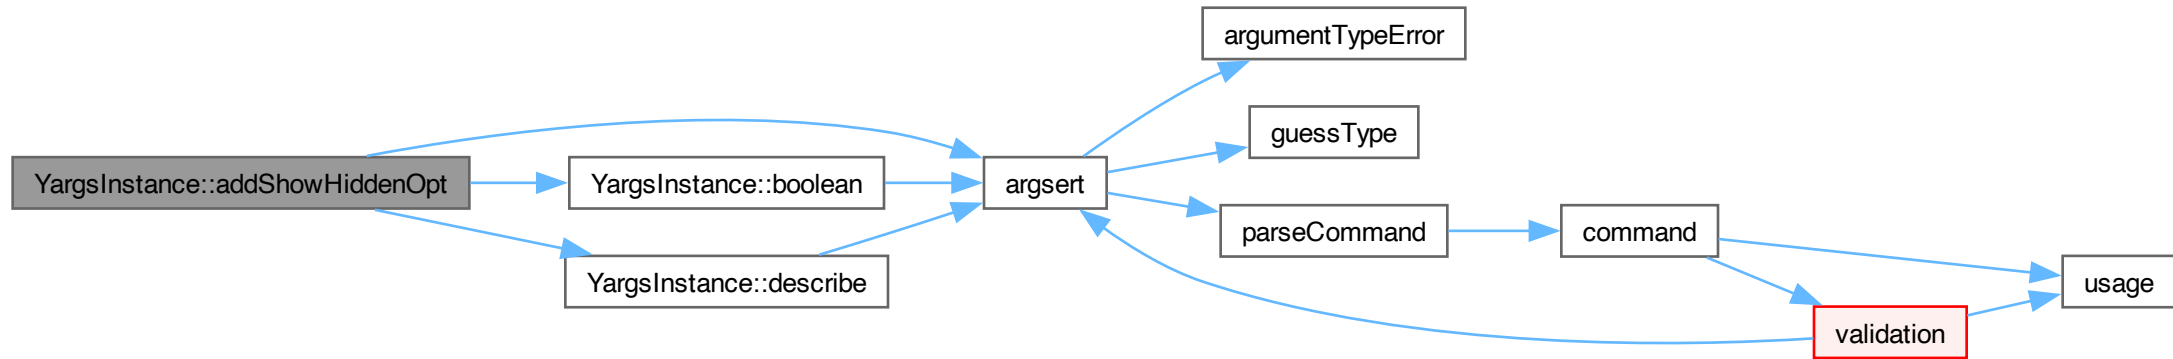 YargsInstance::addShowHiddenOpt
YargsInstance::boolean
YargsInstance::describe
argsert
argumentTypeError
guessType
parseCommand
command
validation
usage